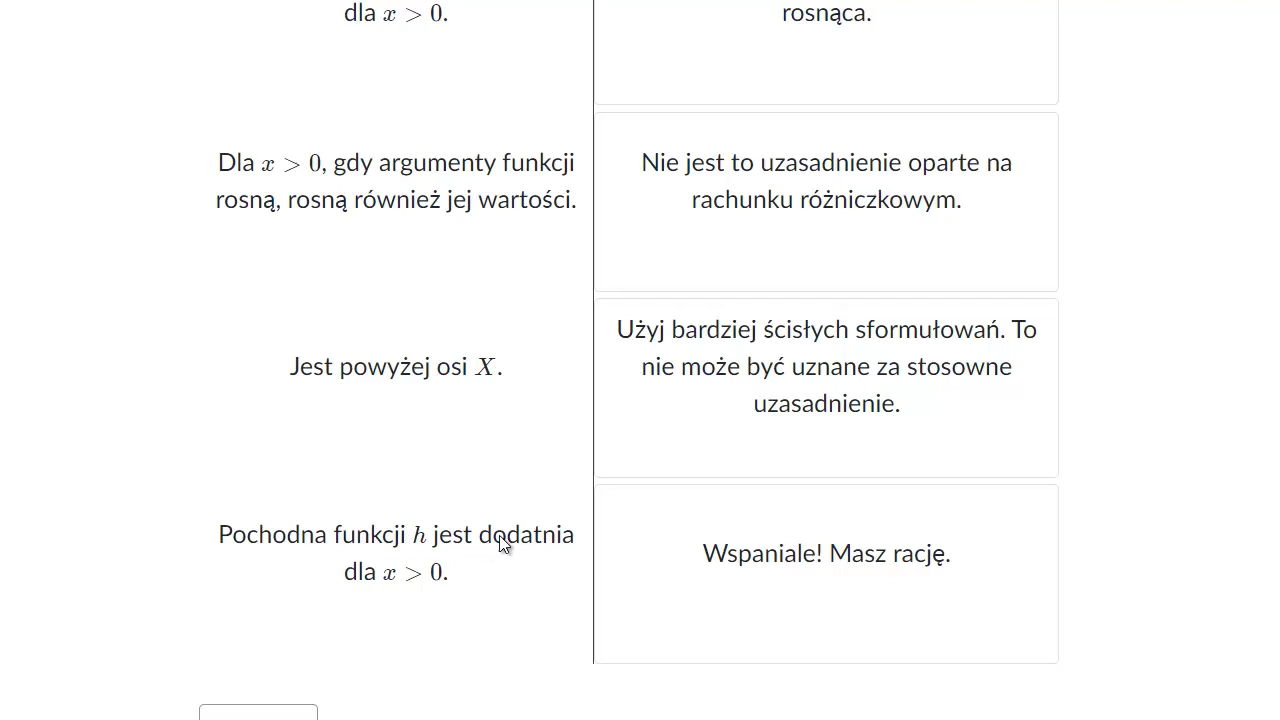 dla x > 0.
rosnąca.
Dla x > 0, gdy argumenty funkcji
rosną, rosną również jej wartości.
Nie jest to uzasadnienie oparte na
rachunku różniczkowym.
Jest powyżej osi X.
Użyj bardziej ścisłych sformułowań. To
nie może być uznane za stosowne
uzasadnienie.
Pochodna funkcji h jest dodatnia
dla x > 0.
Wspaniale! Masz rację.